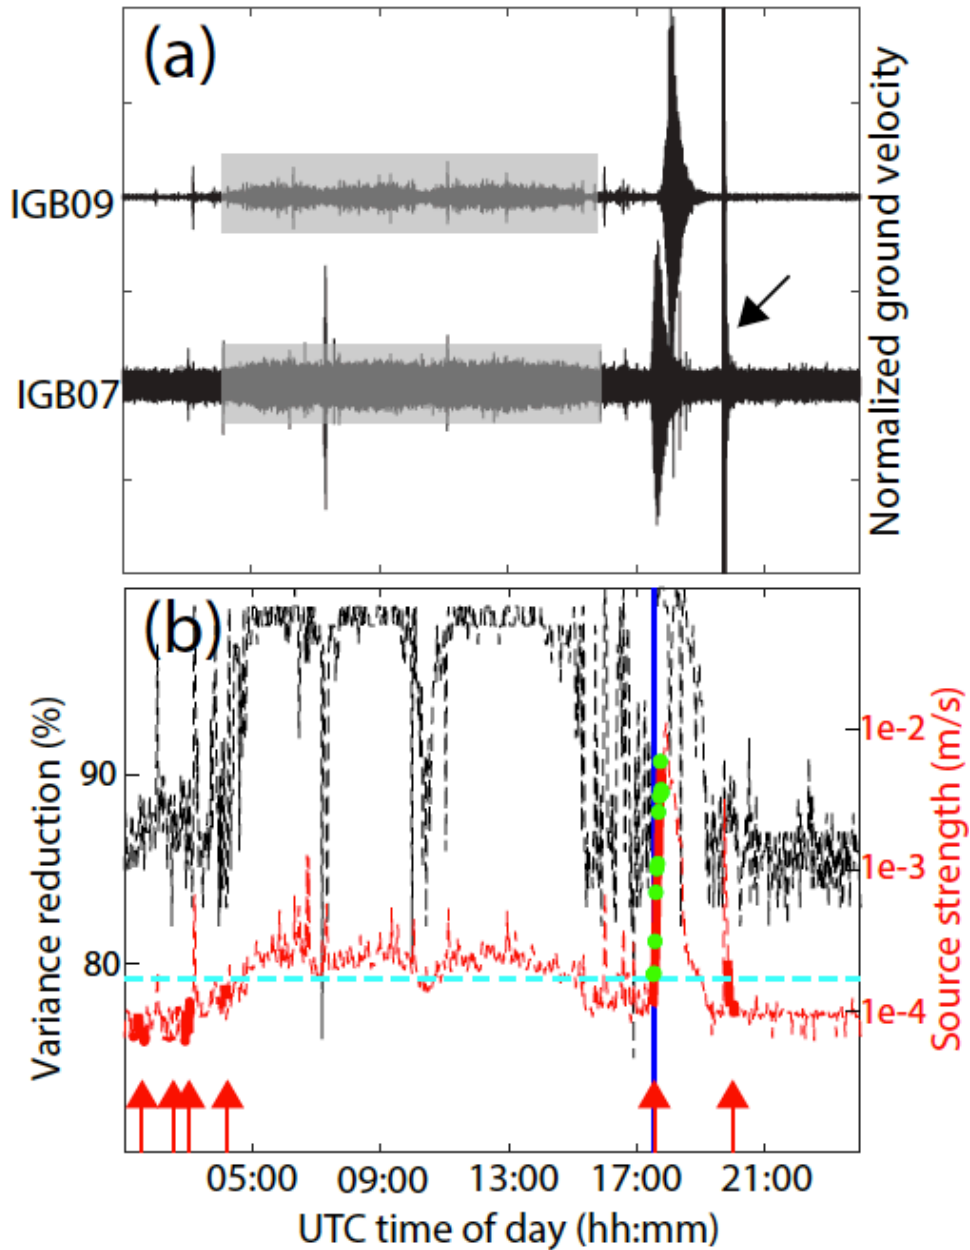 (a)
IGB09
IGB07
Normalized ground velocity
(b)
Variance reduction (%)
90
80
1e-2
1e-3
1e-4
Source strength (m/s)
05:00 09:00 13:00 17:00 21:00
UTC time of day (hh:mm)